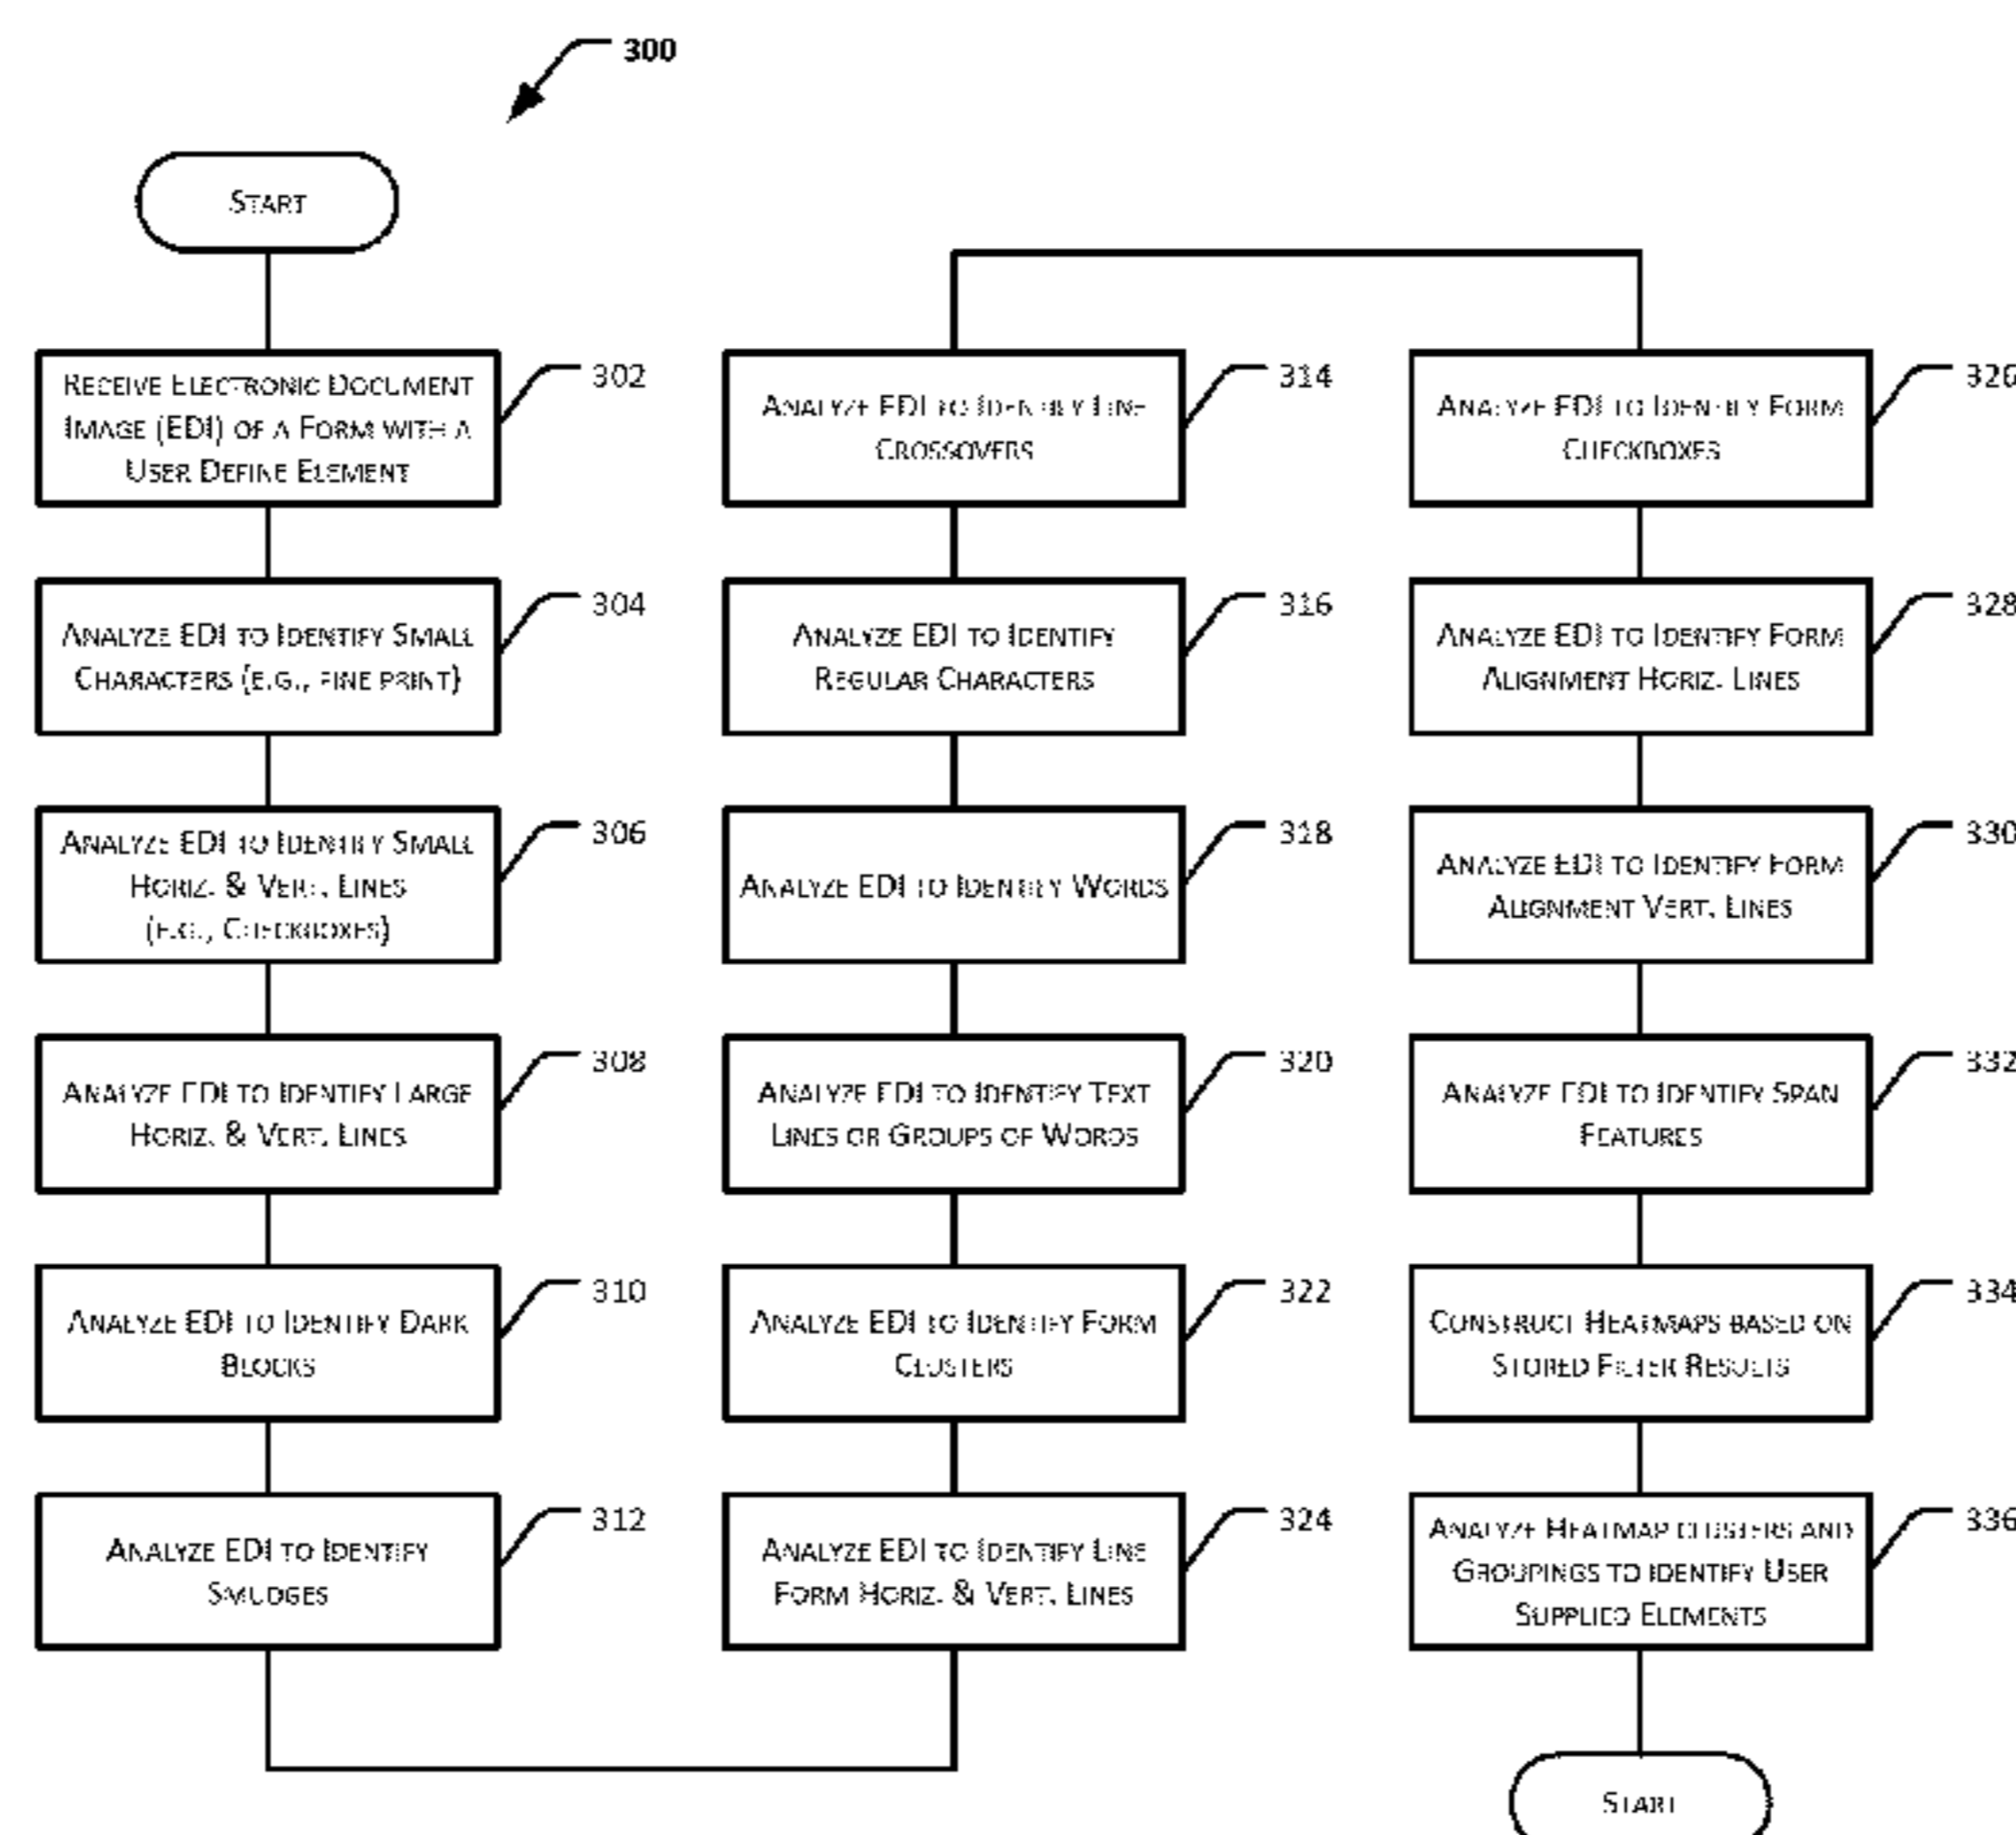 300
Start
Receive Electronic Document
Image (EDI) of a Form with a
User Define Element
302
Analyze EDI to Identify Small
Characters (e.g., fine print)
304
Analyze EDI to Identify Small
Horiz. & Vert. Lines
(e.g., Checkboxes)
306
Analyze EDI to Identify Large
Horiz. & Vert. Lines
308
Analyze EDI to Identify Dark
Blocks
310
Analyze EDI to Identify
Smudges
312
Analyze EDI to Identify Line
Crossovers
314
Analyze EDI to Identify
Regular Characters
316
Analyze EDI to Identify Words
318
Analyze EDI to Identify Text
Lines or Groups of Words
320
Analyze EDI to Identify Form
Clusters
322
Analyze EDI to Identify Line
Form Horiz. & Vert. Lines
324
Analyze EDI to Identify Form
Checkboxes
326
Analyze EDI to Identify Form
Alignment Horiz. Lines
328
Analyze EDI to Identify Form
Alignment Vert. Lines
330
Analyze EDI to Identify Span
Features
332
Construct Heatmaps based on
Stored Filter Results
334
Analyze Heatmap clusters and
Groupings to identify User
Supplied Elements
336
Start